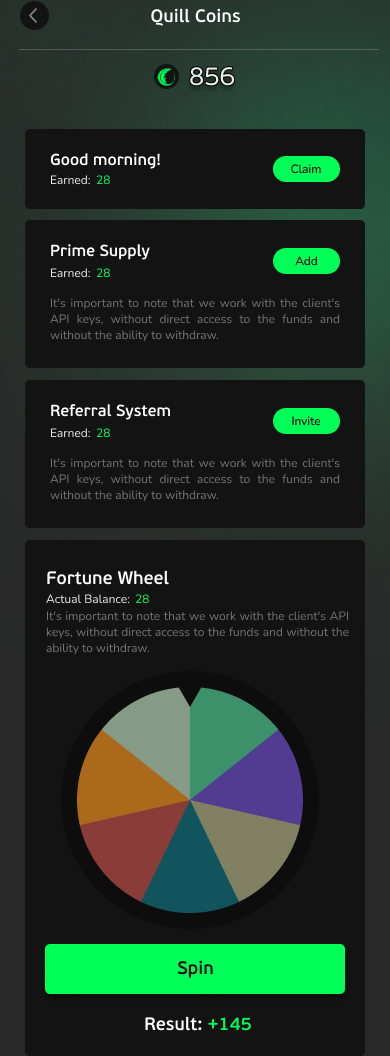 Quill Coins
856
Good morning!
Earned: 28
Claim
Prime Supply
Earned: 28
Add
It's important to note that we work with the client's
API keys, without direct access to the funds and
without the ability to withdraw.
Referral System
Earned: 28
Invite
It's important to note that we work with the client's
API keys, without direct access to the funds and
without the ability to withdraw.
Fortune Wheel
Actual Balance: 28
It's important to note that we work with the client's API
keys, without direct access to the funds and without the
ability to withdraw.
Spin
Result: +145